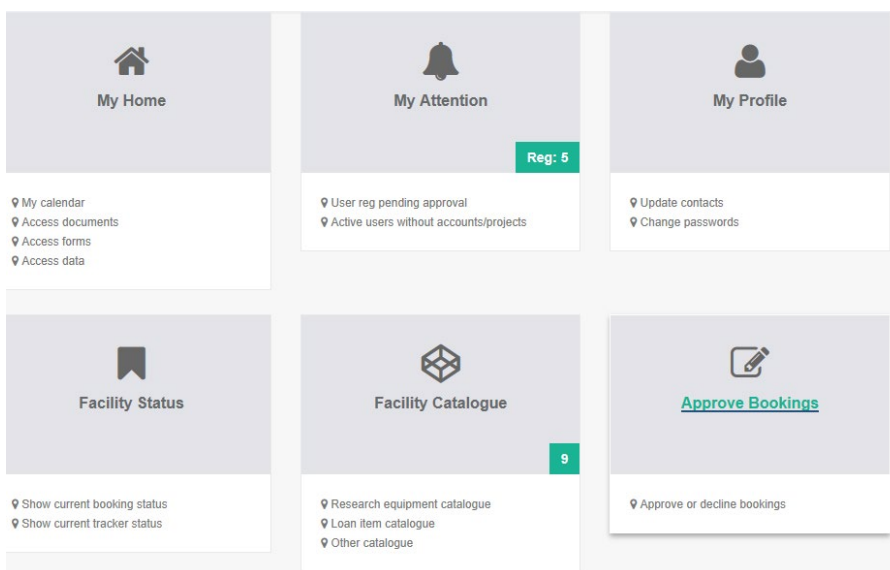 My Home
My Attention
My Profile
Reg: 5
My calendar
Access documents
Access forms
Access data
User reg pending approval
Active users without accounts/projects
Update contacts
Change passwords
Facility Status
Facility Catalogue
Approve Bookings
9
Show current booking status
Show current tracker status
Research equipment catalogue
Loan item catalogue
Other catalogue
Approve or decline bookings